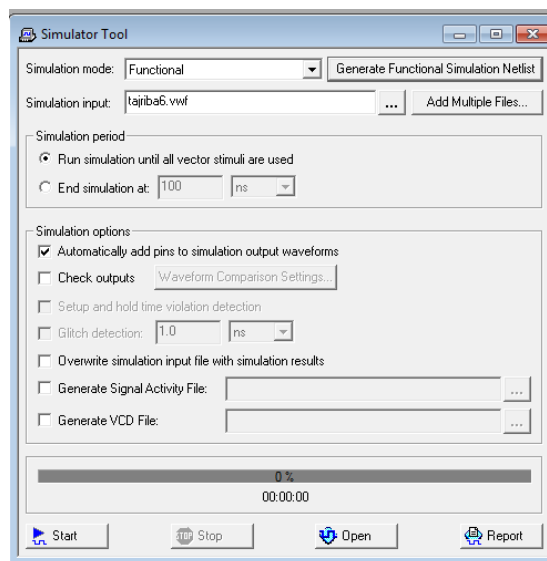 Simulator Tool
Simulation mode: Functional Generate Functional Simulation Netlist
Simulation input: tajriba6.vwf ... Add Multiple Files...
Simulation period
Run simulation until all vector stimuli are used
End simulation at: 100 ns
Simulation options
Automatically add pins to simulation output waveforms
Check outputs Waveform Comparison Settings...
Setup and hold time violation detection
Glitch detection: 1.0 ns
Overwrite simulation input file with simulation results
Generate Signal Activity File: ...
Generate VCD File: ...
0 %
00:00:00
Start STOP Stop Open Report